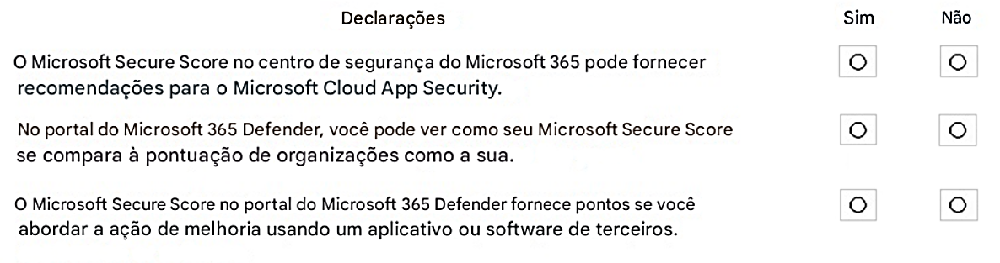 Declarações Sim Não
O Microsoft Secure Score no centro de segurança do Microsoft 365 pode fornecer
recomendações para o Microsoft Cloud App Security.
No portal do Microsoft 365 Defender, você pode ver como seu Microsoft Secure Score
se compara à pontuação de organizações como a sua.
O Microsoft Secure Score no portal do Microsoft 365 Defender fornece pontos se você
abordar a ação de melhoria usando um aplicativo ou software de terceiros.